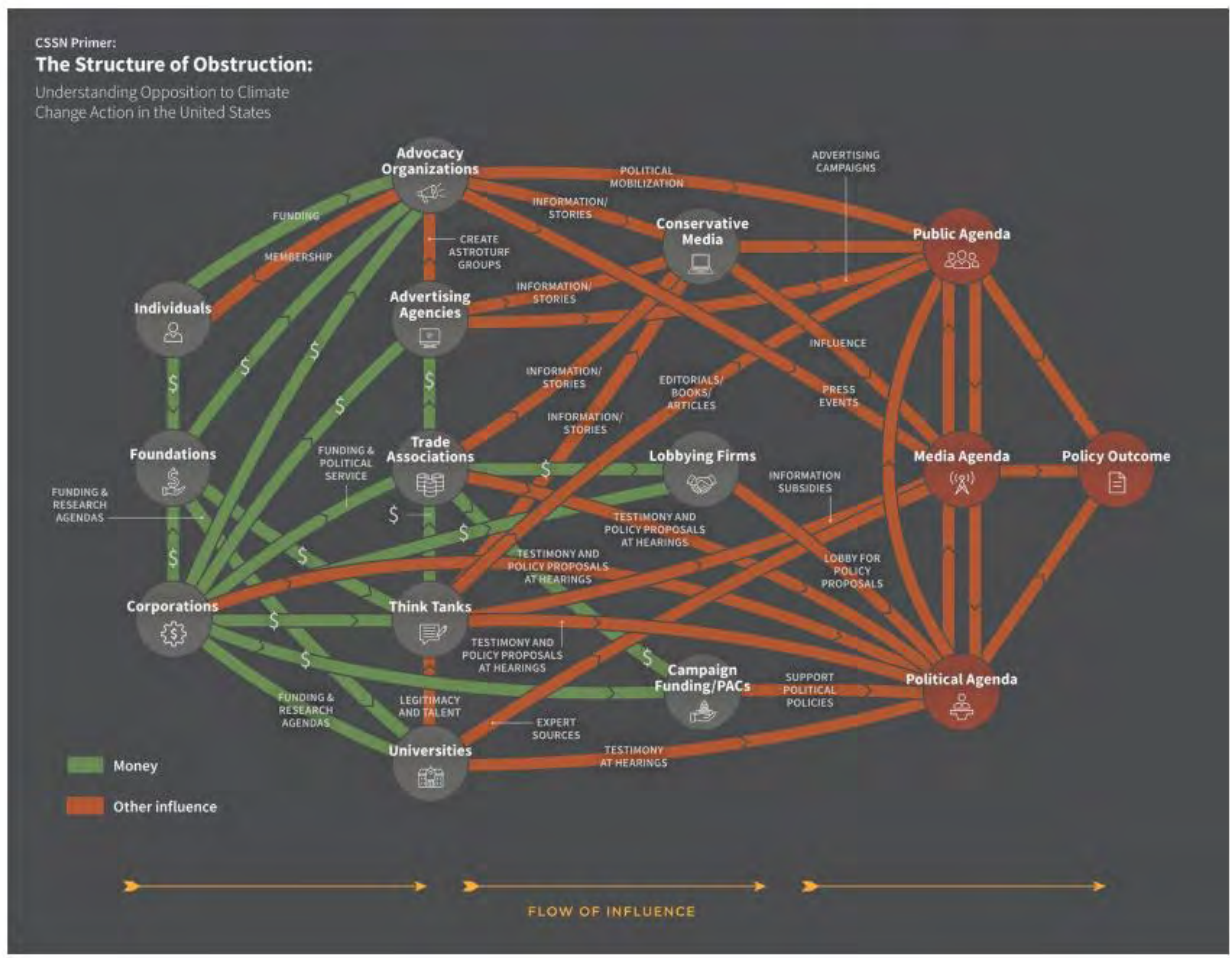 CSSN Primer:
The Structure of Obstruction:
Understanding Opposition to Climate
Change Action in the United States
Advocacy
Organizations
POLITICAL
MOBILIZATION
ADVERTISING
CAMPAIGNS
FUNDING
MEMBERSHIP
INFORMATION/
STORIES
CREATE
ASTROTURF
GROUPS
Conservative
Media
Public Agenda
Individuals
Advertising
Agencies
INFORMATION/
STORIES
INFLUENCE
$
$
$
$
$
INFORMATION/
STORIES
EDITORIALS/
BOOKS/
ARTICLES
PRESS
EVENTS
INFORMATION/
STORIES
Foundations
FUNDING &
POLITICAL
SERVICE
Trade
Associations
$
Lobbying Firms
INFORMATION
SUBSIDIES
Media Agenda
Policy Outcome
FUNDING &
RESEARCH
AGENDAS
$
$
TESTIMONY AND
POLICY PROPOSALS
AT HEARINGS
$
$
TESTIMONY AND
POLICY PROPOSALS
AT HEARINGS
LOBBY FOR
POLICY
PROPOSALS
Corporations
$
Think Tanks
TESTIMONY AND
POLICY PROPOSALS
AT HEARINGS
$
$
Campaign
Funding/PACs
SUPPORT
POLITICAL
POLICIES
Political Agenda
FUNDING &
RESEARCH
AGENDAS
LEGITIMACY
AND TALENT
EXPERT
SOURCES
Universities
TESTIMONY
AT HEARINGS
Money
Other influence
FLOW OF INFLUENCE